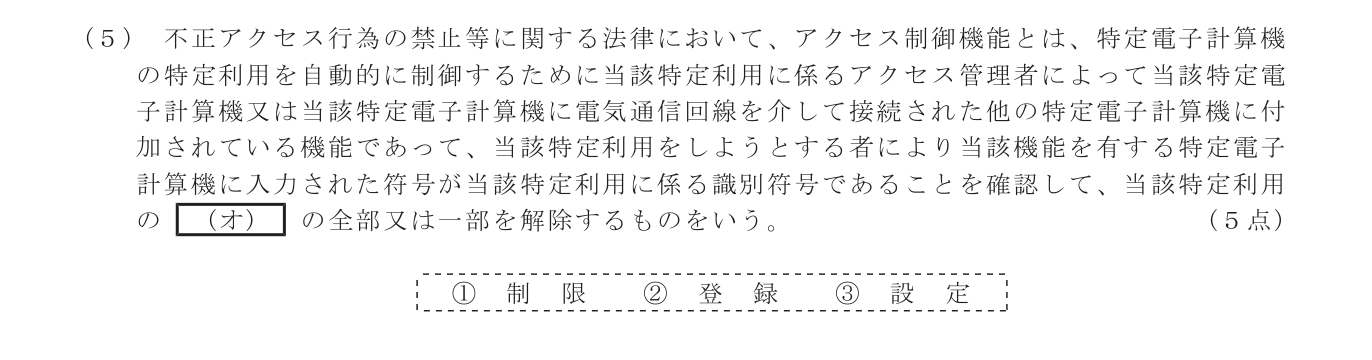 （５） 不正アクセス行為の禁止等に関する法律において、アクセス制御機能とは、特定電子計算機
の特定利用を自動的に制御するために当該特定利用に係るアクセス管理者によって当該特定電
子計算機又は当該特定電子計算機に電気通信回線を介して接続された他の特定電子計算機に付
加されている機能であって、当該特定利用をしようとする者により当該機能を有する特定電子
計算機に入力された符号が当該特定利用に係る識別符号であることを確認して、当該特定利用
の （オ） の全部又は一部を解除するものをいう。 （５点）
① 制 限 ② 登 録 ③ 設 定